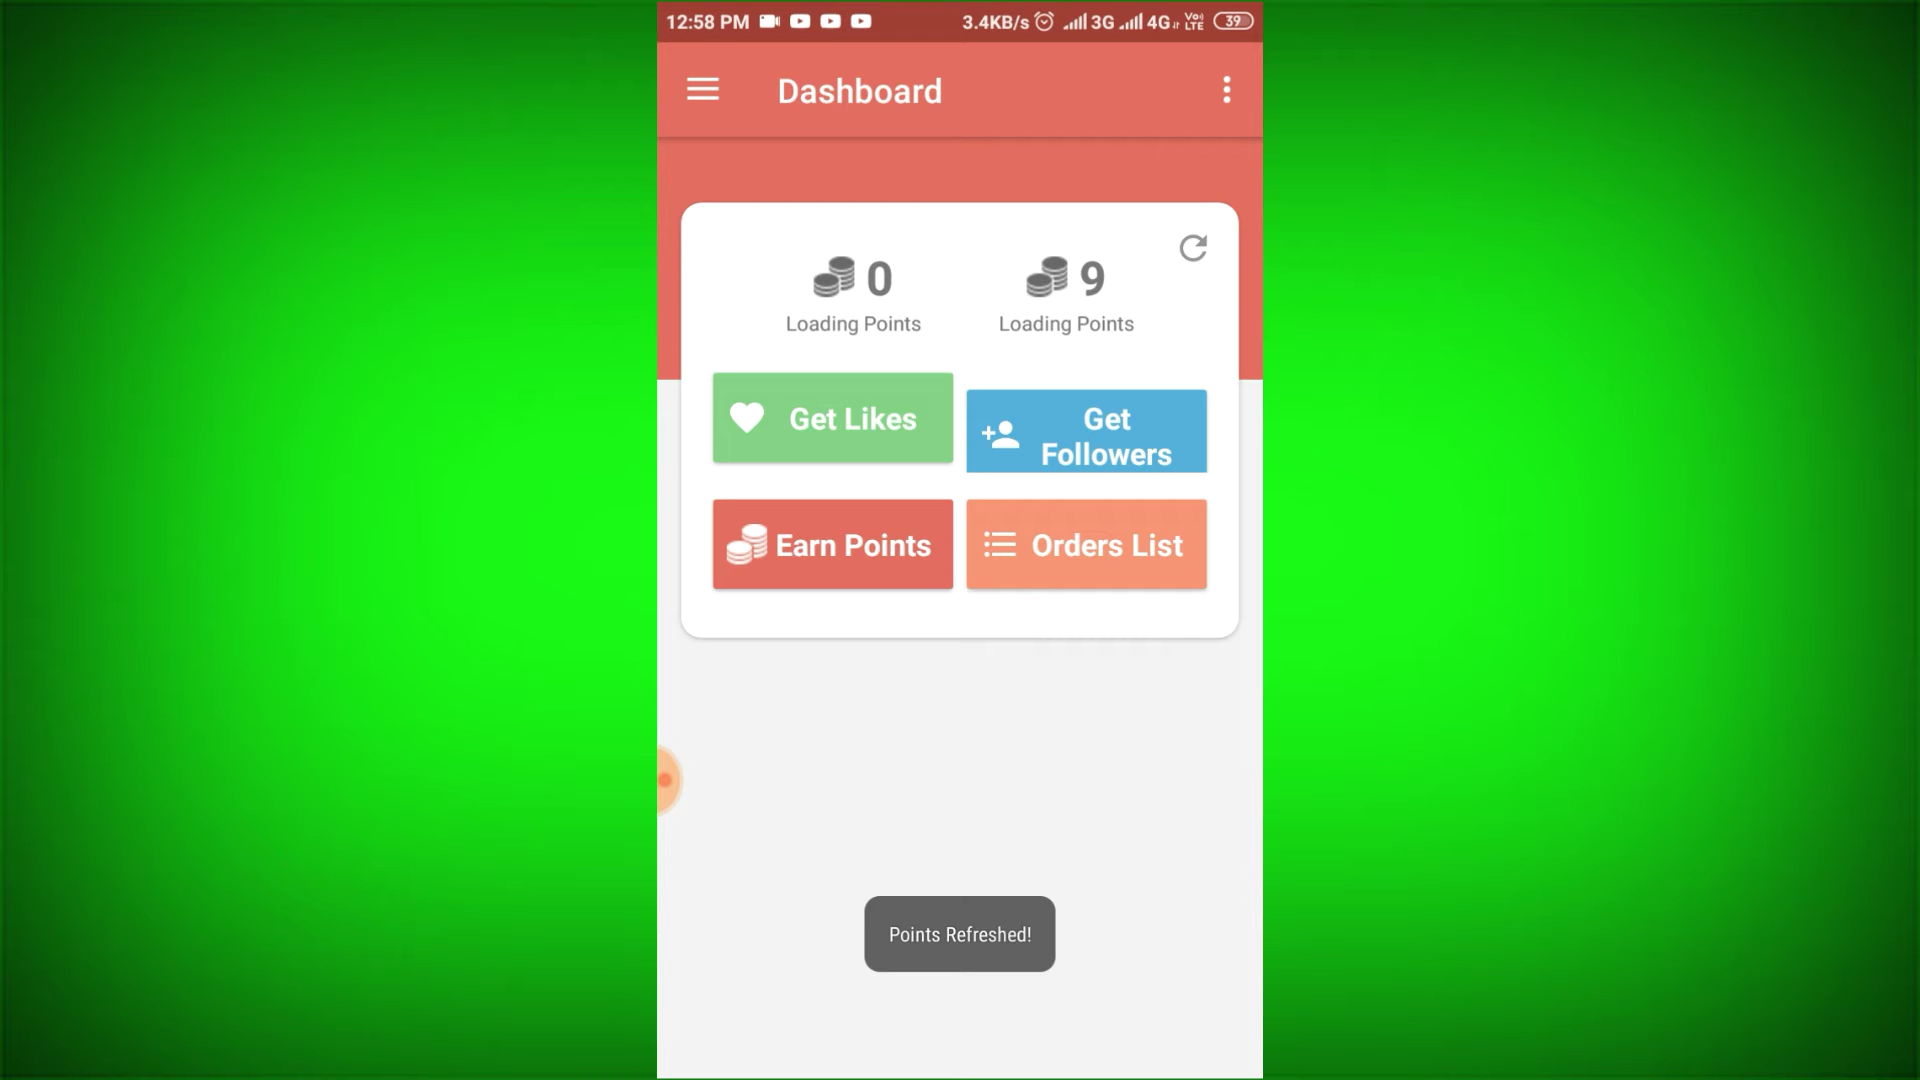 12:58 PM 3.4KB/s 3G 4G Vo) LTE 39
Dashboard
0 9
Loading Points Loading Points
Get Likes
Get
Followers
Earn Points
Orders List
Points Refreshed!